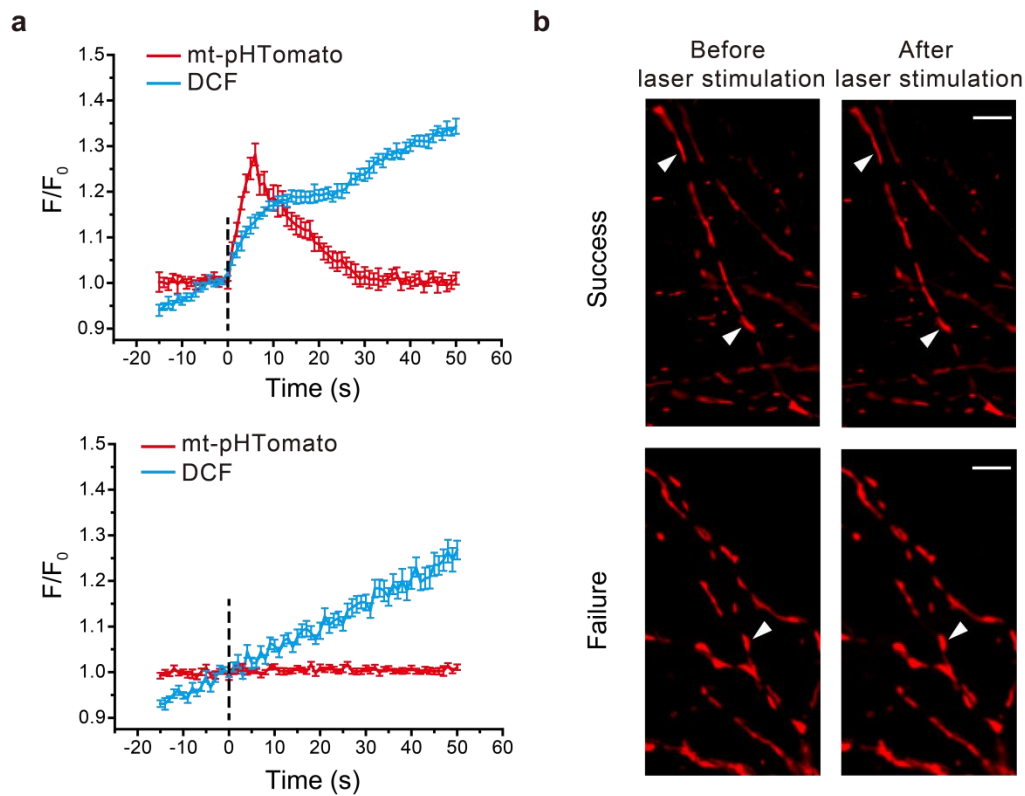 a
mt-pHTomato
DCF
1.5
1.4
1.3
1.2
1.1
1.0
0.9
F/F0
-20 -10 0 10 20 30 40 50 60
Time (s)
mt-pHTomato
DCF
1.5
1.4
1.3
1.2
1.1
1.0
0.9
F/F0
-20 -10 0 10 20 30 40 50 60
Time (s)
b
Before
laser stimulation
After
laser stimulation
Success
Failure